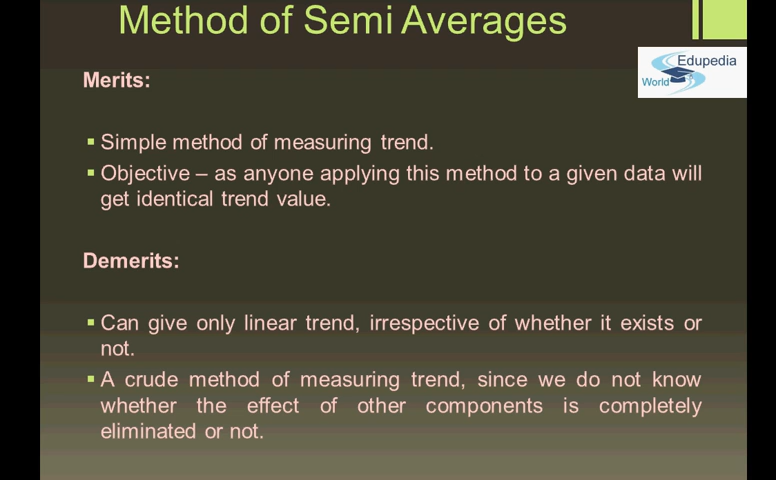 Method of Semi Averages
Edupedia
World
Merits:
▪ Simple method of measuring trend.
▪ Objective – as anyone applying this method to a given data will
get identical trend value.
Demerits:
▪ Can give only linear trend, irrespective of whether it exists or
not.
▪ A crude method of measuring trend, since we do not know
whether the effect of other components is completely
eliminated or not.